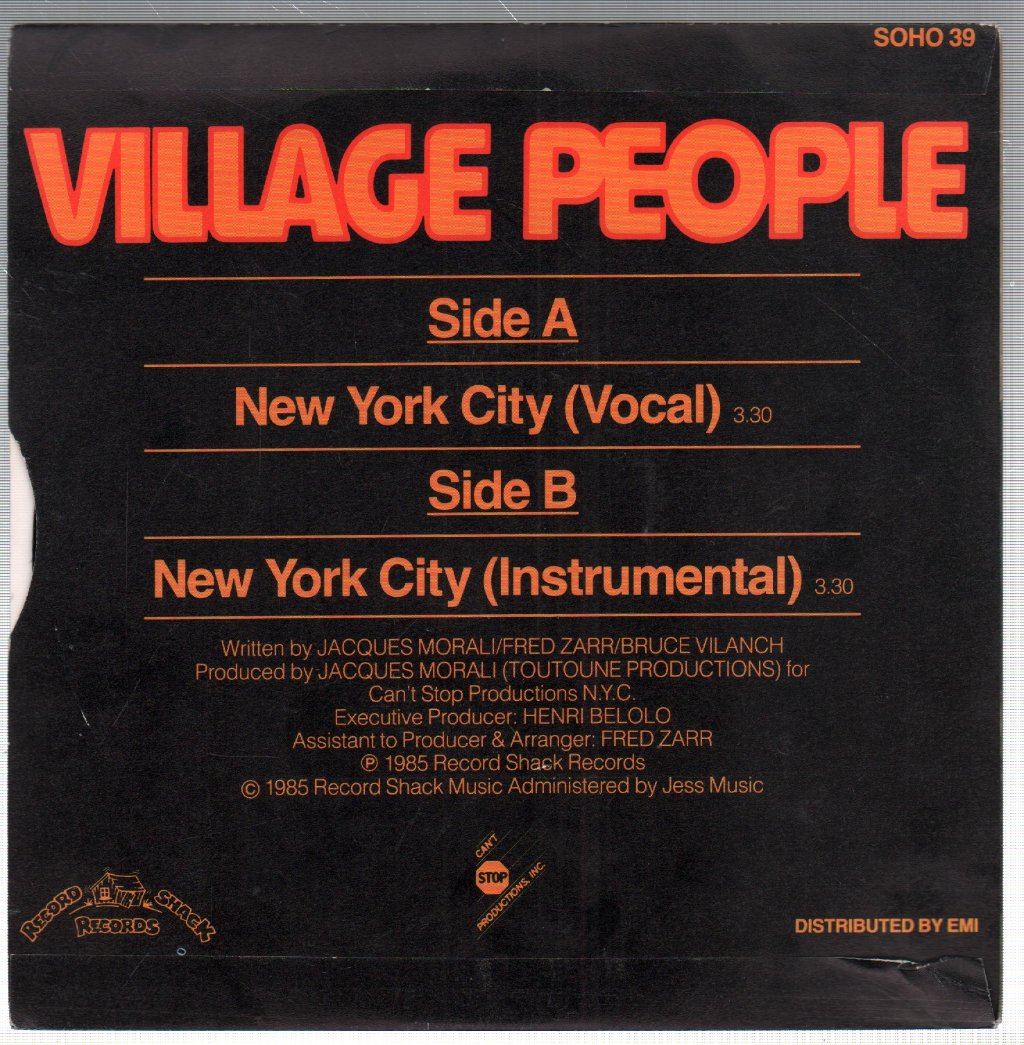 SOHO 39
VILLAGE PEOPLE
Side A
New York City (Vocal) 3.30
Side B
New York City (Instrumental) 3.30
Written by JACQUES MORALI/FRED ZARR/BRUCE VILANCH
Produced by JACQUES MORALI (TOUTOUNE PRODUCTIONS) for
Can't Stop Productions N.Y.C.
Executive Producer: HENRI BELOLO
Assistant to Producer & Arranger: FRED ZARR
℗ 1985 Record Shack Records
© 1985 Record Shack Music Administered by Jess Music
RECORD SHACK
RECORDS
CAN'T
STOP
PRODUCTIONS, INC.
DISTRIBUTED BY EMI